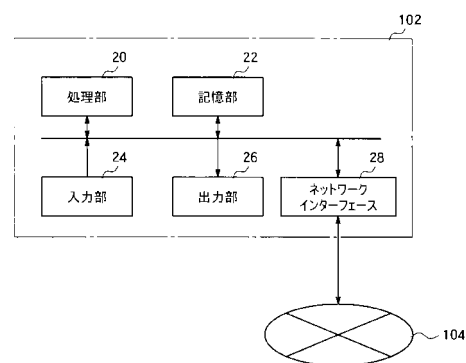 102
20
22
処理部
記憶部
24
26
28
入力部
出力部
ネットワーク
インターフェース
104